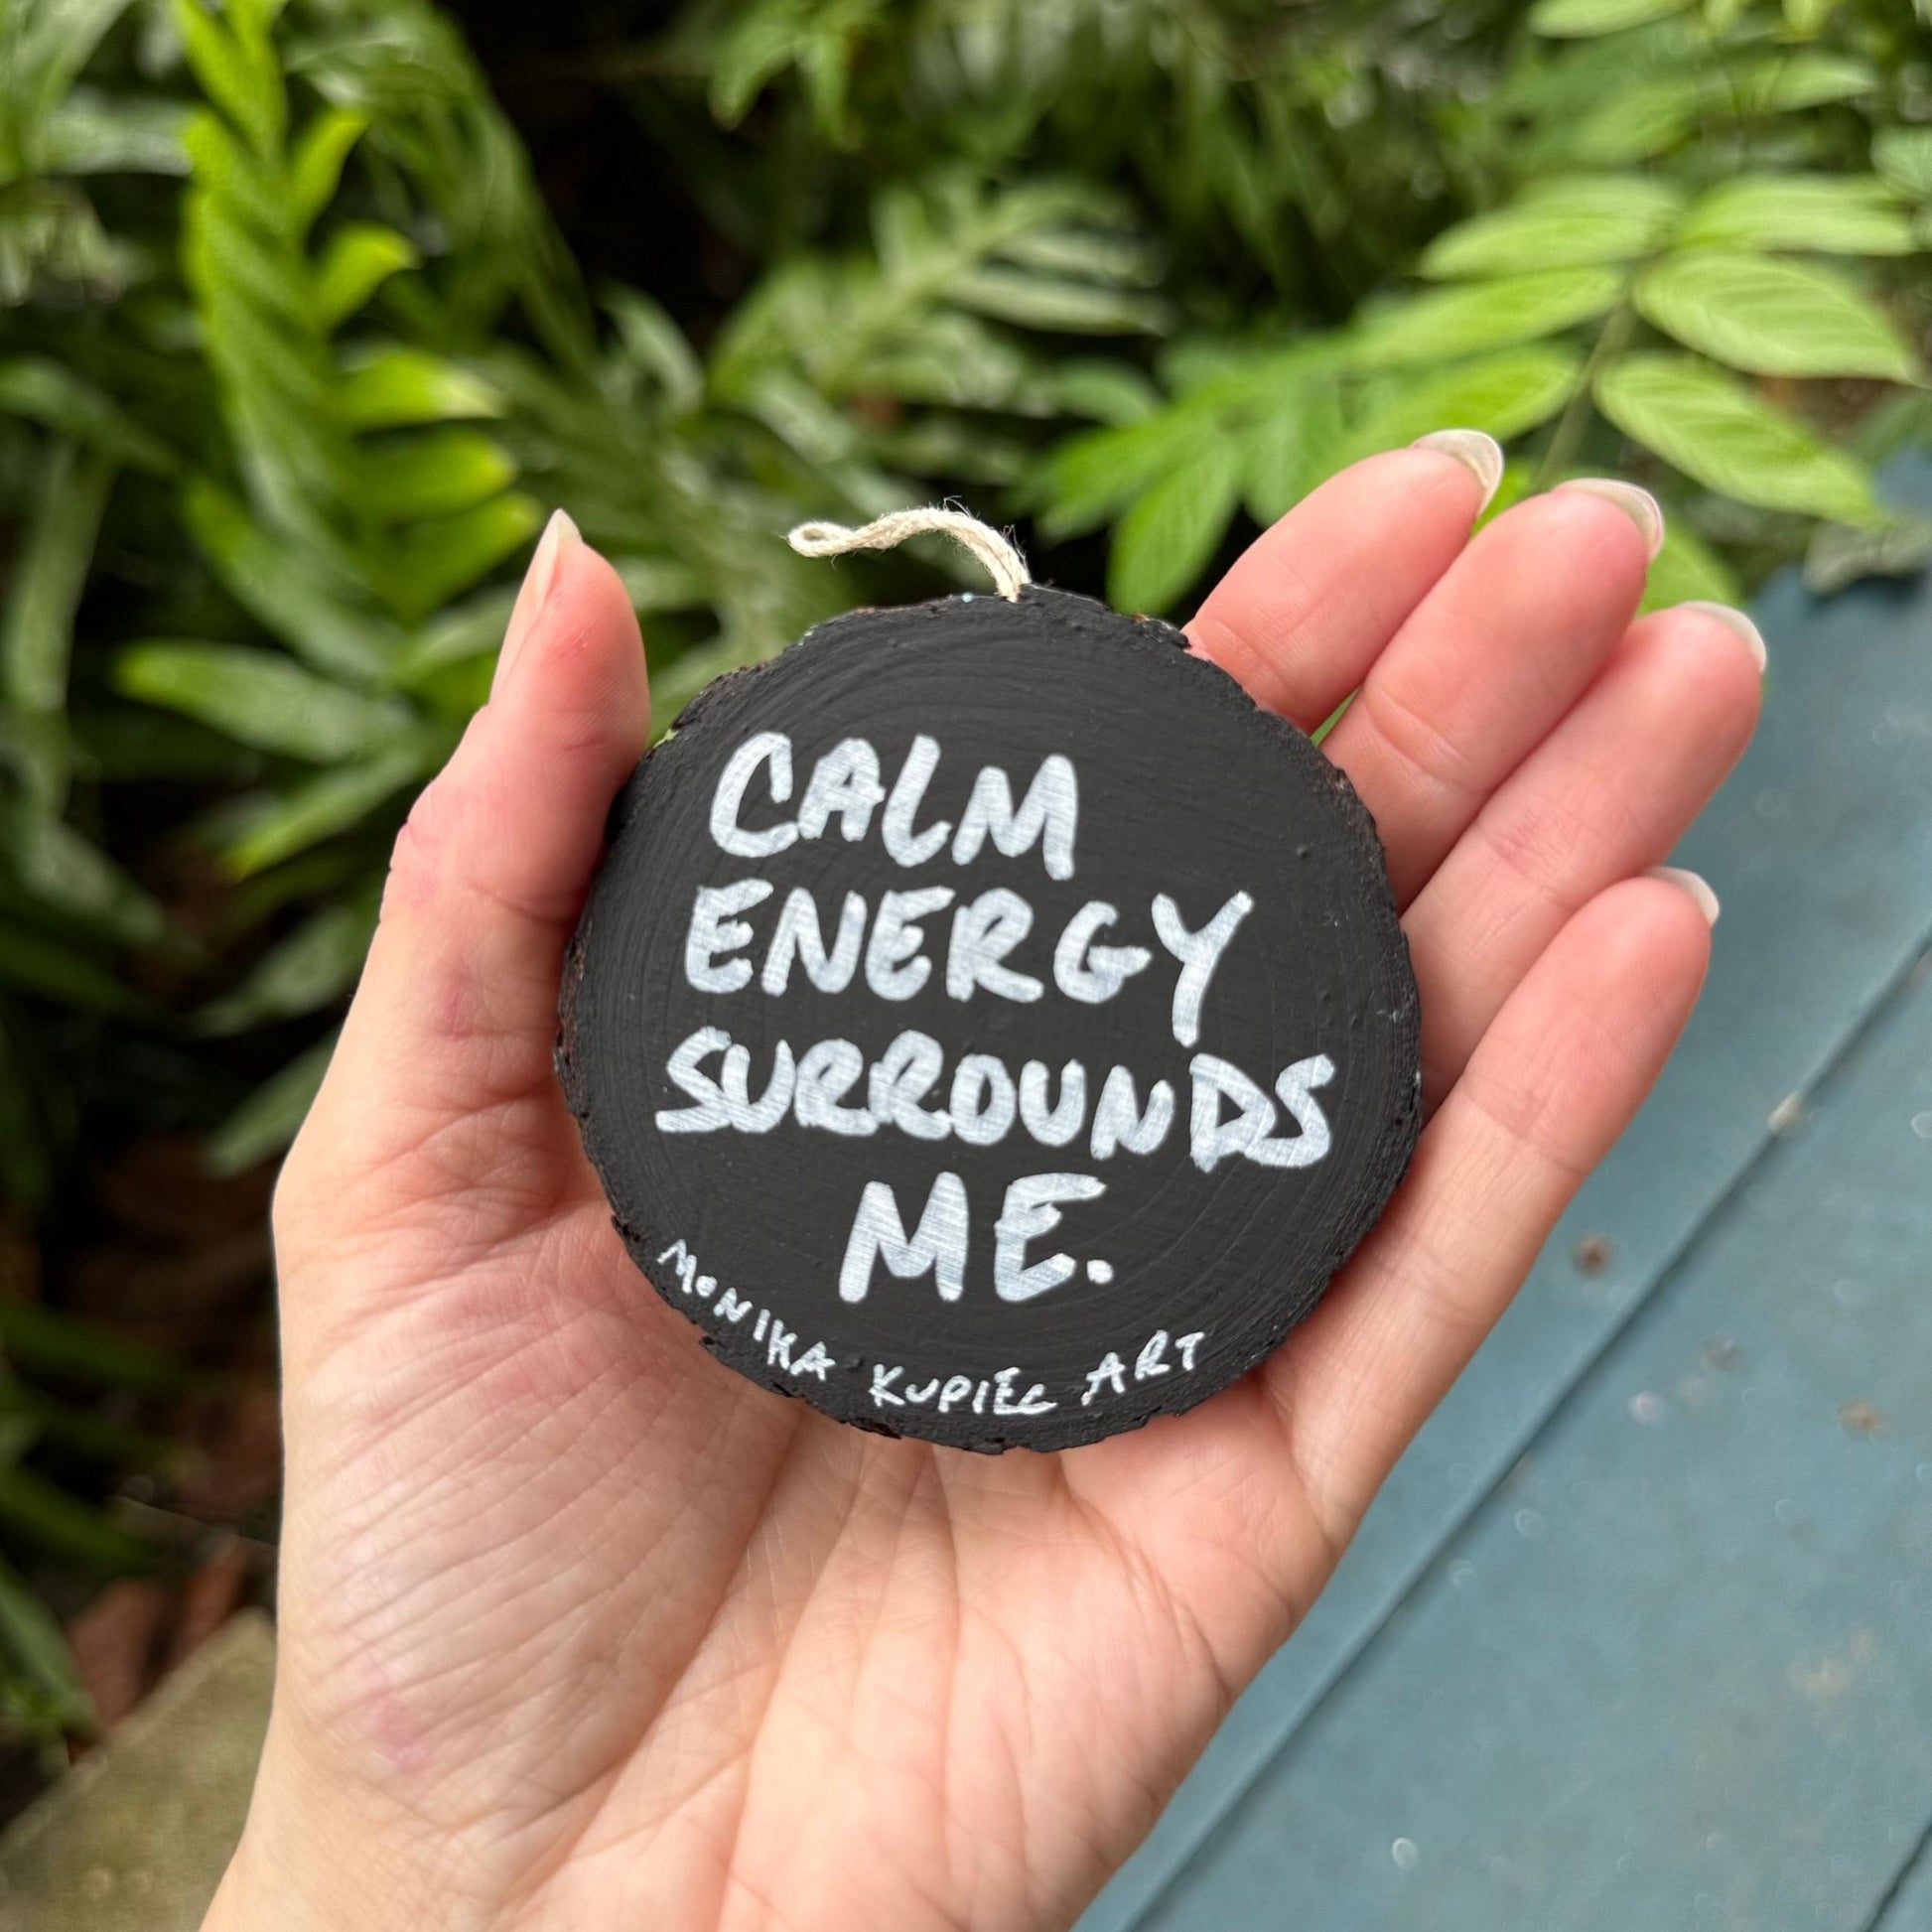 CALM
ENERGY
SURROUNDS
ME.
MONIKA KUPIEC ART